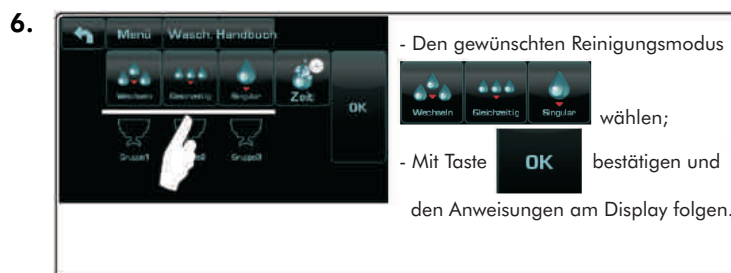 6.
Menü Wasch. Handbuch
Wechseln Gleichzeitig Singular Zeit OK
Gruppe1 Gruppe3
- Den gewünschten Reinigungsmodus
Wechseln Gleichzeitig Singular wählen;
- Mit Taste OK bestätigen und
den Anweisungen am Display folgen.